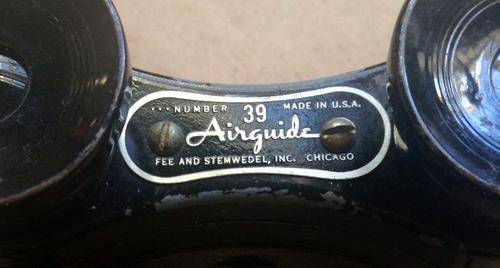 NUMBER 39 MADE IN U.S.A.
Airguide
FEE AND STEMWEDEL, INC. CHICAGO